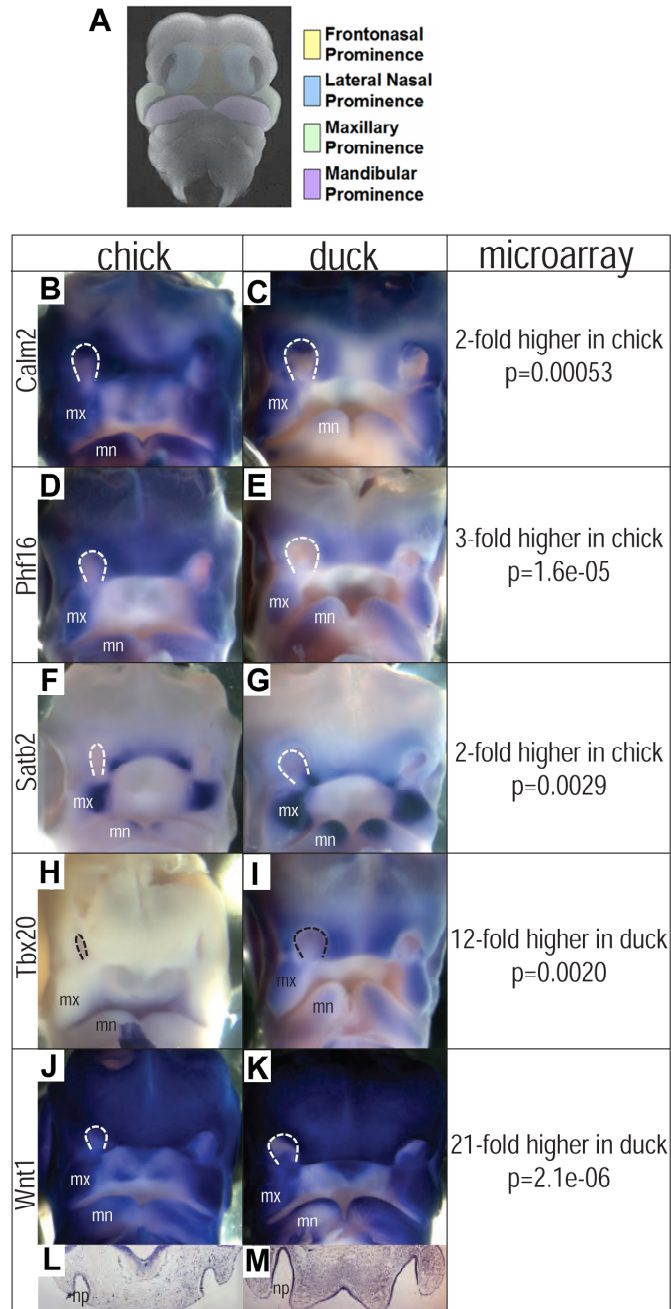 A
Frontonasal
Prominence
Lateral Nasal
Prominence
Maxillary
Prominence
Mandibular
Prominence
chick
duck
microarray
Calm2
B
mx
mn
C
mn
2-fold higher in chick
p=0.00053
Phf16
D
mx
mn
E
mx
mn
3-fold higher in chick
p=1.6e-05
Satb2
F
mx
mn
G
mx
mn
2-fold higher in chick
p=0.0029
Tbx20
H
mx
mn
I
mx
mn
12-fold higher in duck
p=0.0020
Wnt1
J
mx
mn
K
mx
mn
21-fold higher in duck
p=2.1e-06
L
np
M
np